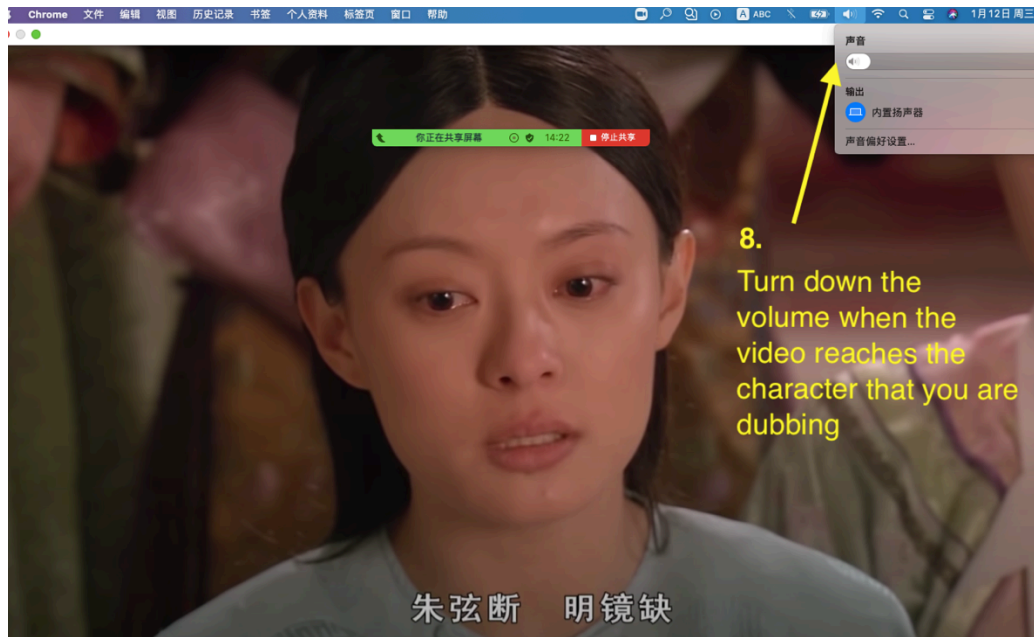 Chrome 文件 编辑 视图 历史记录 书签 个人资料 标签页 窗口 帮助 A ABC 1月12日 周三
声音
输出
内置扬声器
声音偏好设置...
你正在共享屏幕 14:22 停止共享
8.
Turn down the
volume when the
video reaches the
character that you are
dubbing
朱弦断 明镜缺